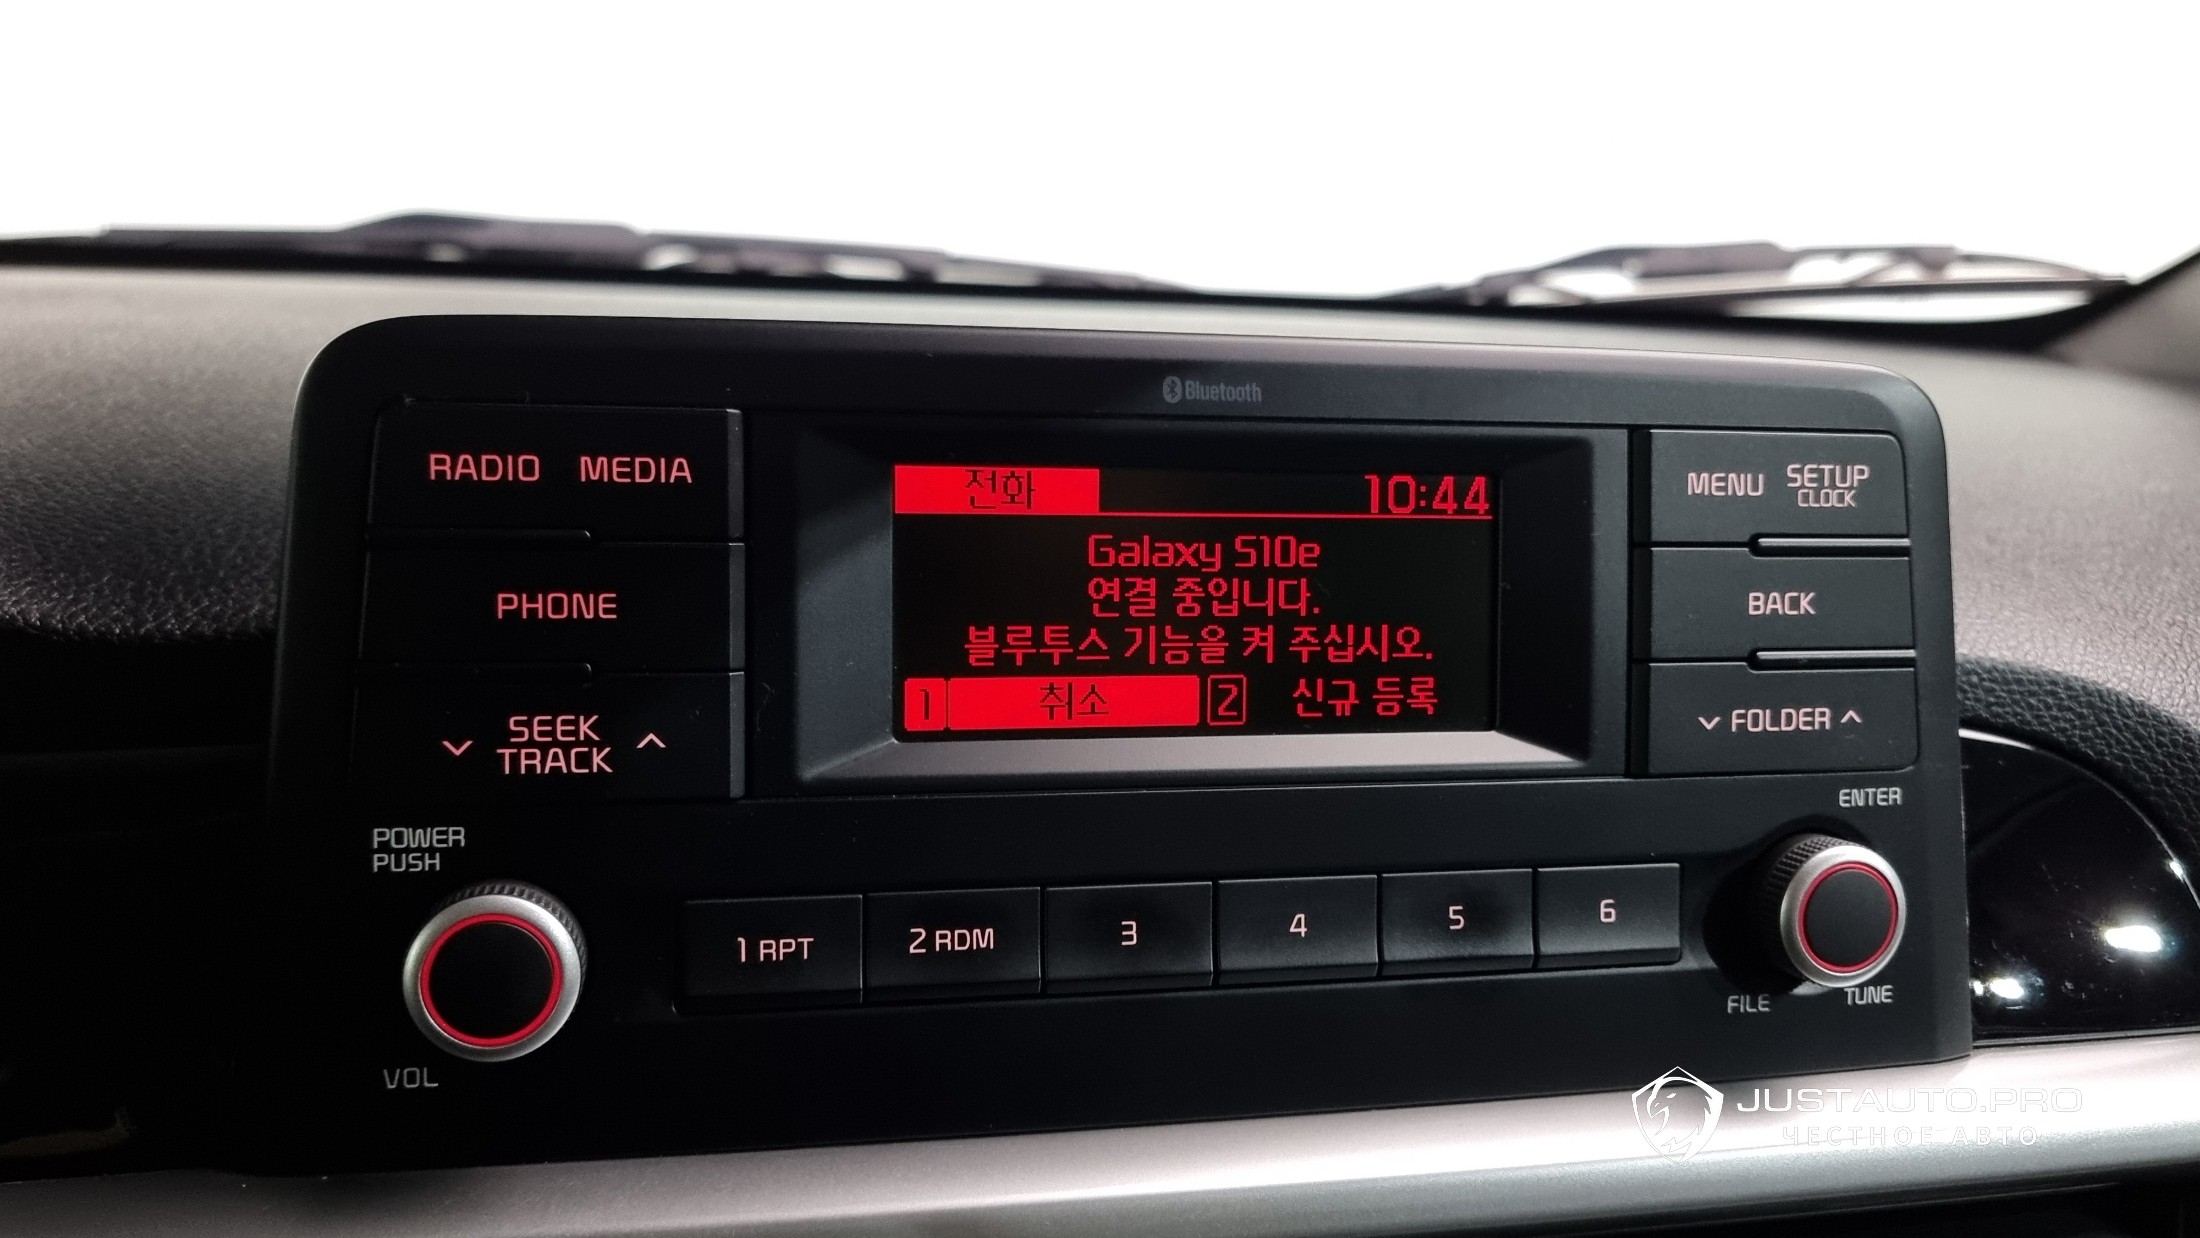 Bluetooth
RADIO MEDIA
PHONE
SEEK
TRACK
POWER
PUSH
VOL
전화 10:44
Galaxy S10e
연결 중입니다.
블루투스 기능을 켜 주십시오.
1 취소 2 신규 등록
MENU SETUP
CLOCK
BACK
FOLDER
ENTER
1 RPT 2 RDM 3 4 5 6
FILE TUNE
JUSTAUTO.PRO
ЧЕСТНОЕ АВТО